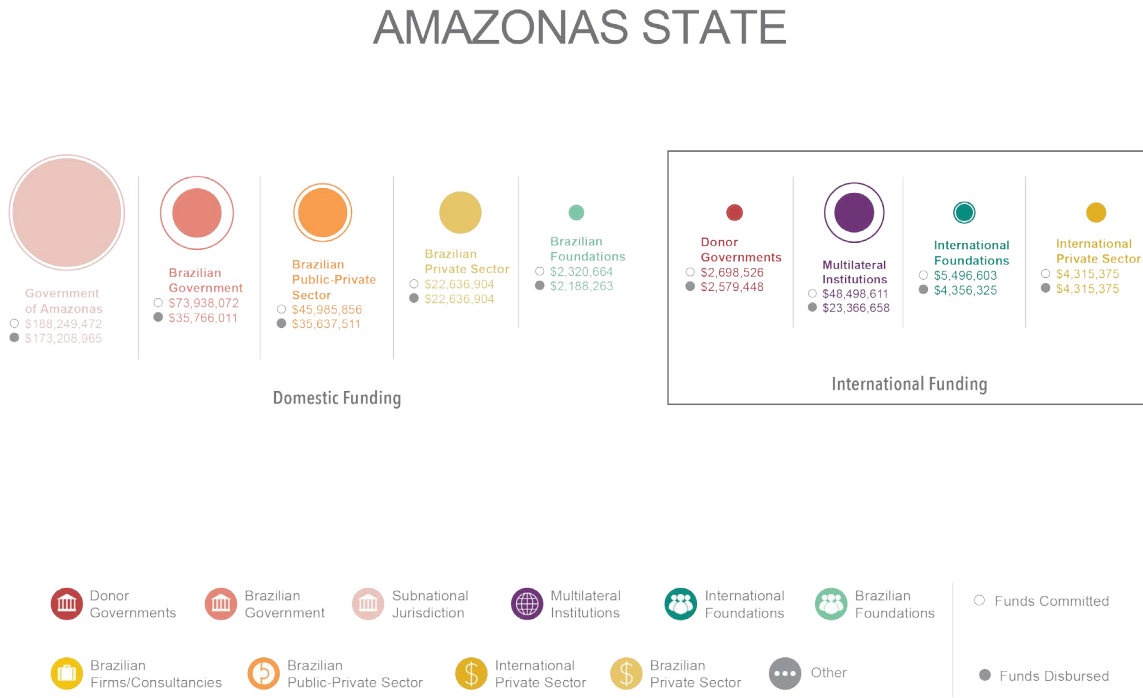 AMAZONAS STATE
Government
of Amazonas
$188,249,472
$173,208,965
Brazilian
Government
$73,938,072
$35,766,011
Brazilian
Public-Private
Sector
$45,985,856
$35,637,511
Brazilian
Private Sector
$22,636,904
$22,636,904
Brazilian
Foundations
$2,320,664
$2,188,263
Domestic Funding
Donor
Governments
$2,698,526
$2,579,448
Multilateral
Institutions
$48,498,611
$23,366,658
International
Foundations
$5,496,603
$4,356,325
International
Private Sector
$4,315,375
$4,315,375
International Funding
Donor
Governments
Brazilian
Government
Subnational
Jurisdiction
Multilateral
Institutions
International
Foundations
Brazilian
Foundations
Funds Committed
Brazilian
Firms/Consultancies
Brazilian
Public-Private Sector
$
International
Private Sector
$
Brazilian
Private Sector
Other
Funds Disbursed